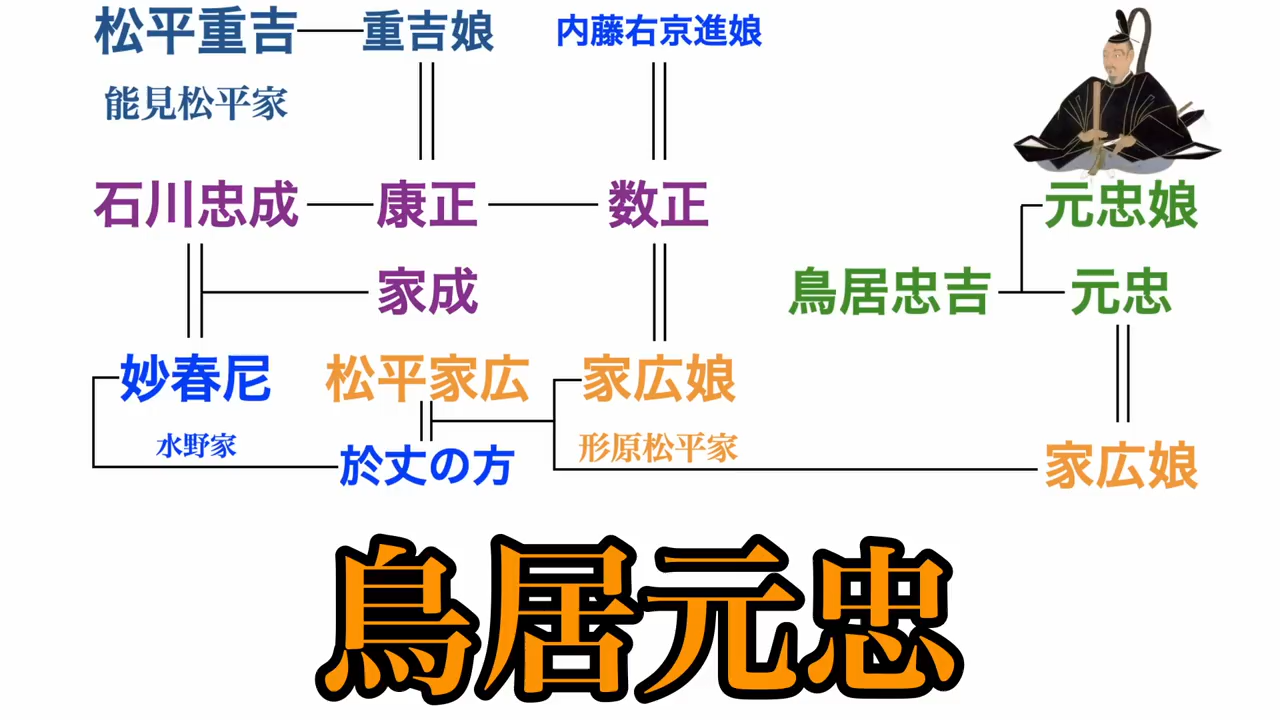 松平重吉 重吉娘 内藤右京進娘
能見松平家
石川忠成 康正 数正 元忠娘
家成 鳥居忠吉 元忠
妙春尼 松平家広 家広娘
水野家 於丈の方 形原松平家 家広娘
鳥居元忠